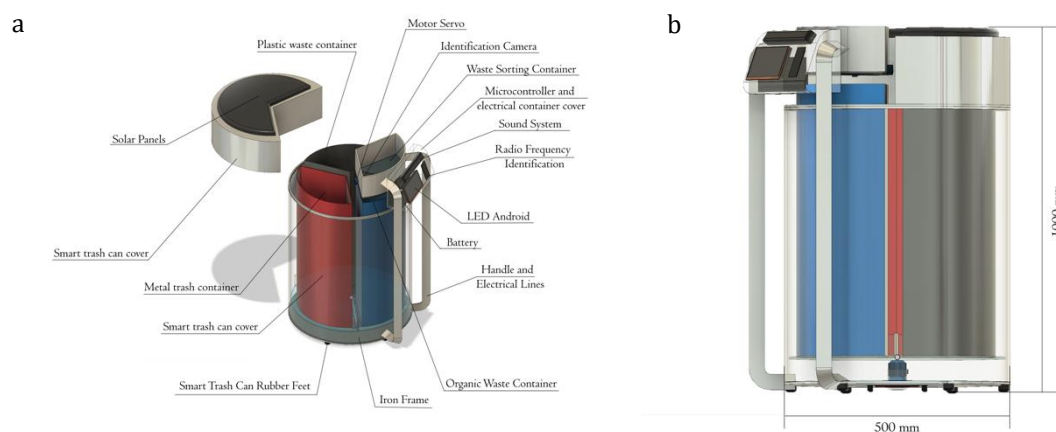 a
Motor Servo
Plastic waste container
Identification Camera
Waste Sorting Container
Microcontroller and
electrical container cover
Sound System
Radio Frequency
Identification
Solar Panels
LED Android
Battery
Smart trash can cover
Handle and
Electrical Lines
Metal trash container
Smart trash can cover
Smart Trash Can Rubber Feet
Organic Waste Container
Iron Frame
b
1000 mm
500 mm